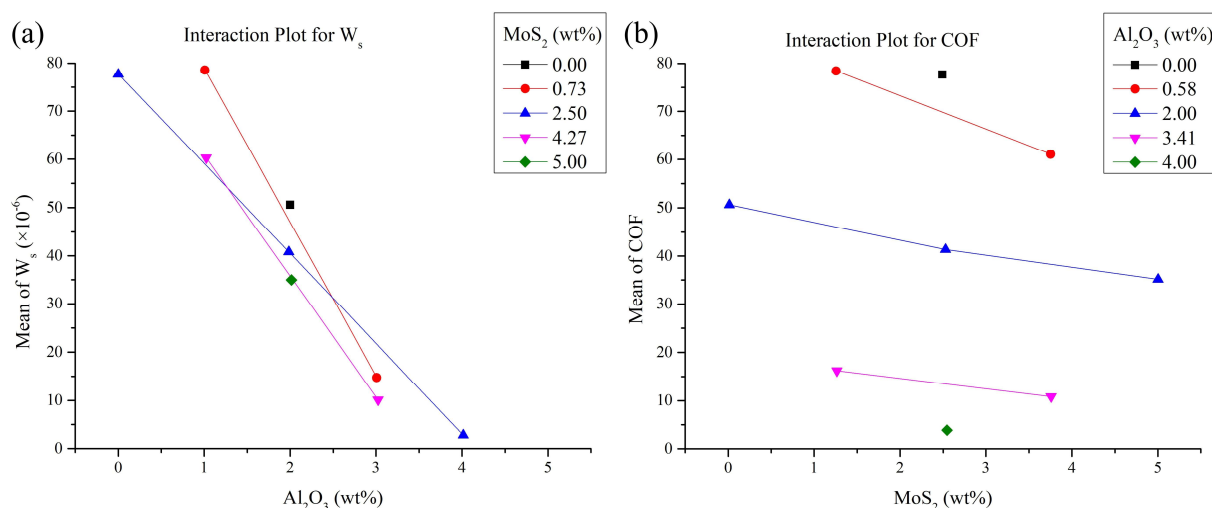 (a)
Interaction Plot for Wₛ
MoS₂ (wt%)
0.00
0.73
2.50
4.27
5.00
Mean of Wₛ (×10⁻⁶)
80
70
60
50
40
30
20
10
0
0 1 2 3 4 5
Al₂O₃ (wt%)
(b)
Interaction Plot for COF
Al₂O₃ (wt%)
0.00
0.58
2.00
3.41
4.00
Mean of COF
80
70
60
50
40
30
20
10
0
0 1 2 3 4 5
MoS₂ (wt%)